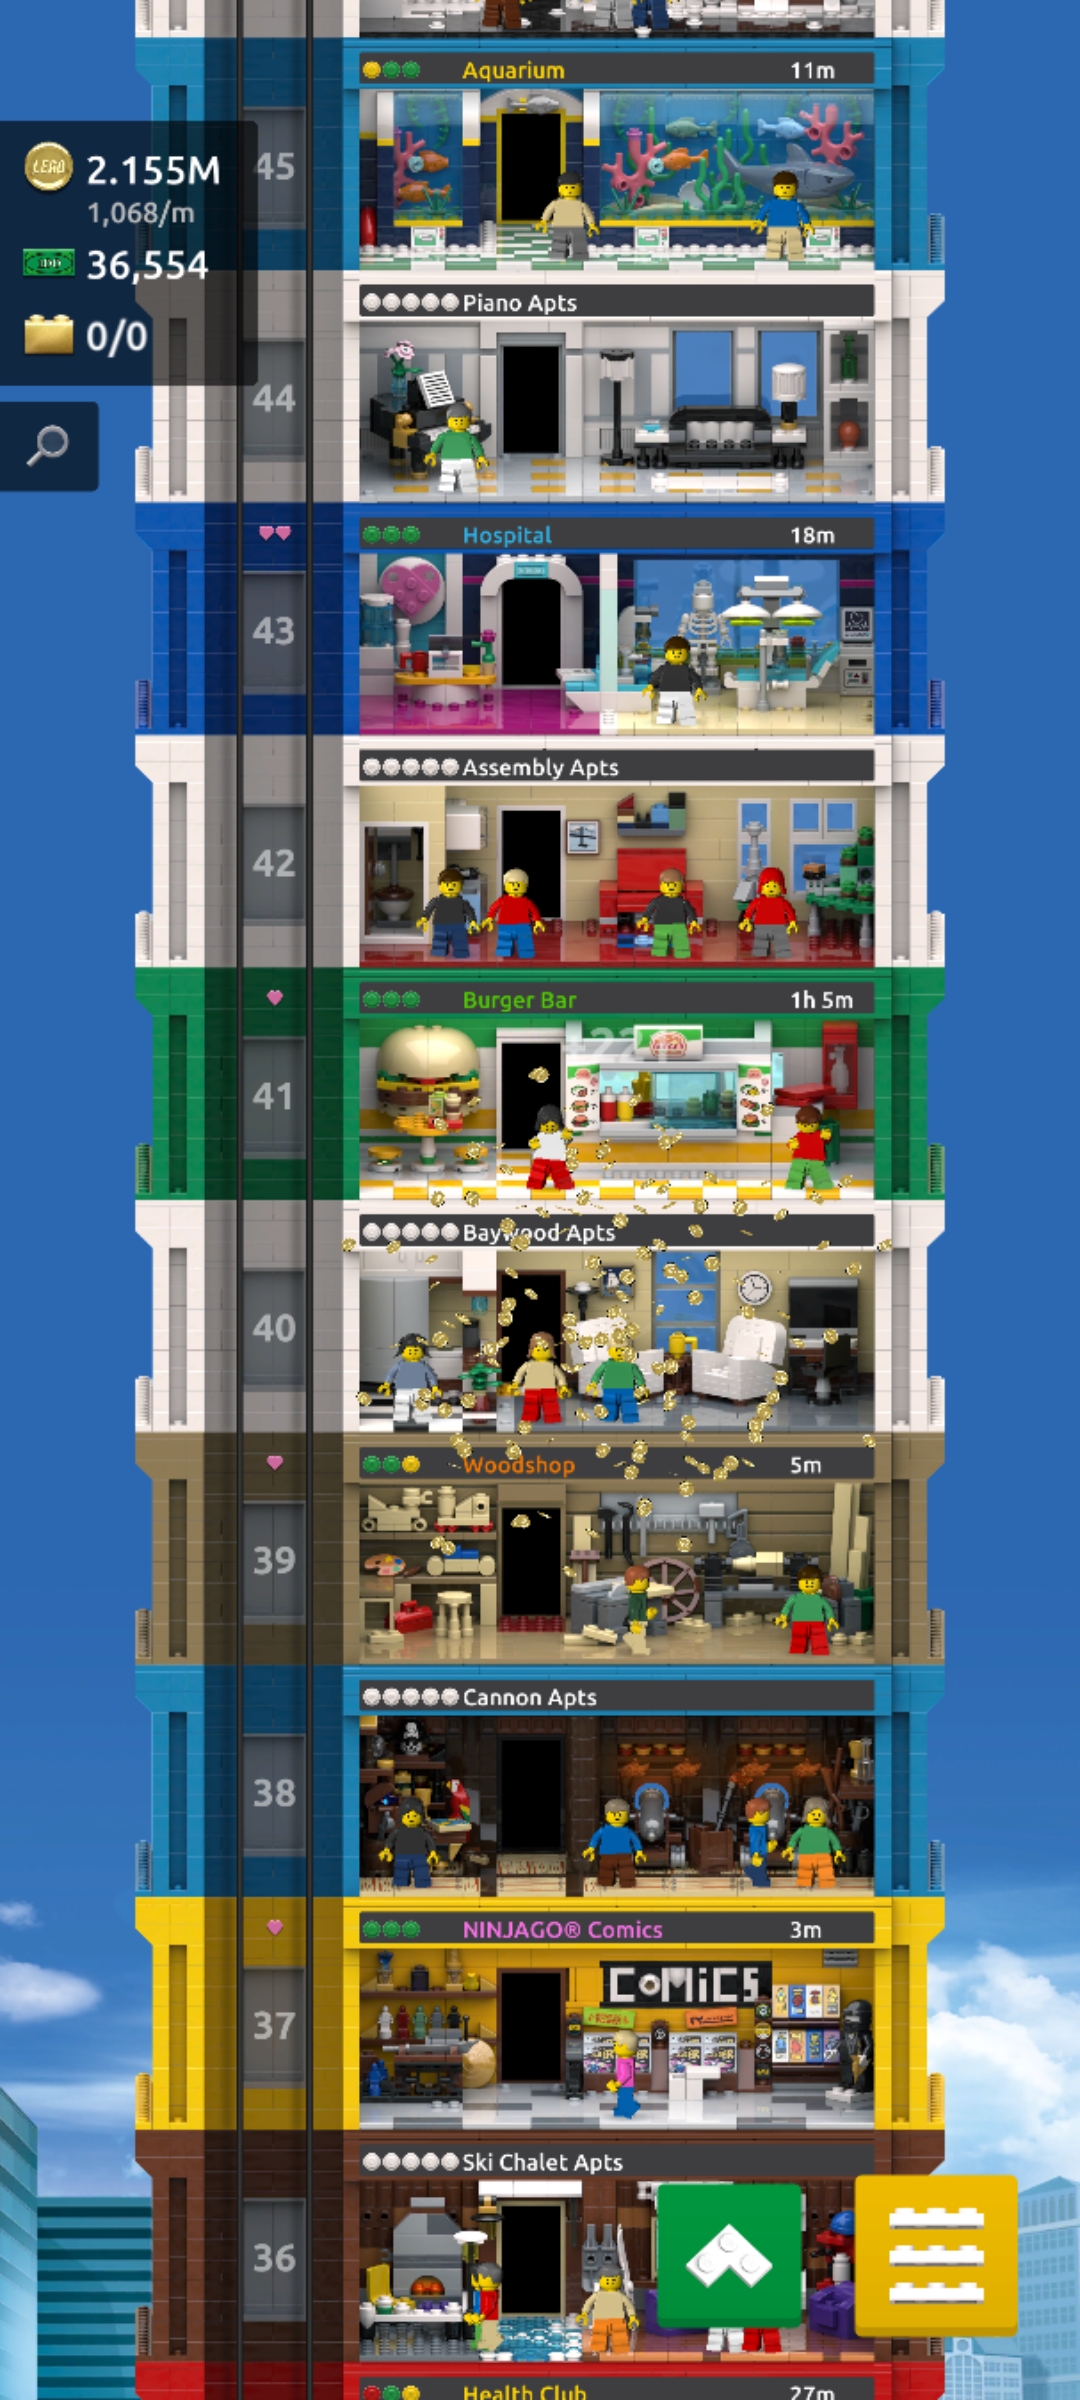 Aquarium 11m
LEGO 2.155M
1,068/m
36,554
0/0
45
Piano Apts
44
Hospital 18m
43
Assembly Apts
42
Burger Bar 1h 5m
41
Baywood Apts
40
Woodshop 5m
39
Cannon Apts
38
NINJAGO® Comics 3m
COMiCS
37
Ski Chalet Apts
36
Health Club 27m